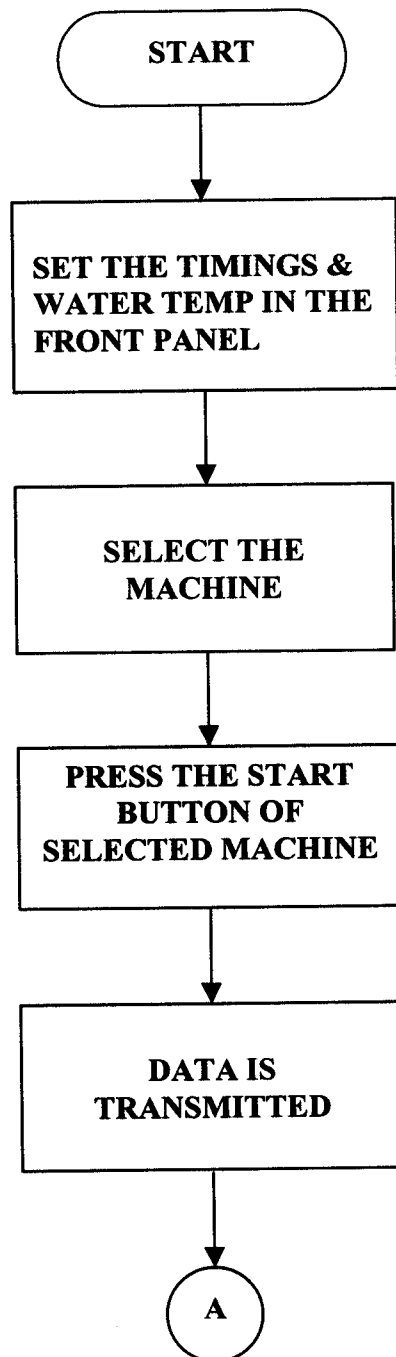 START
SET THE TIMINGS &
WATER TEMP IN THE
FRONT PANEL
SELECT THE
MACHINE
PRESS THE START
BUTTON OF
SELECTED MACHINE
DATA IS
TRANSMITTED
A